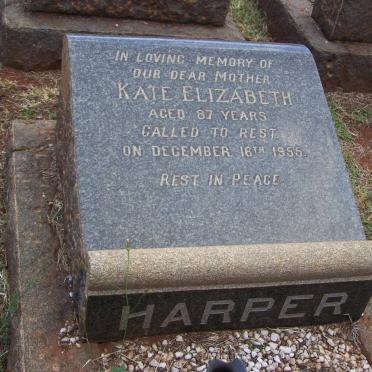 IN LOVING MEMORY OF
OUR DEAR MOTHER
KATE ELIZABETH
AGED 87 YEARS
CALLED TO REST
ON DECEMBER 16TH 1955.
REST IN PEACE.
HARPER